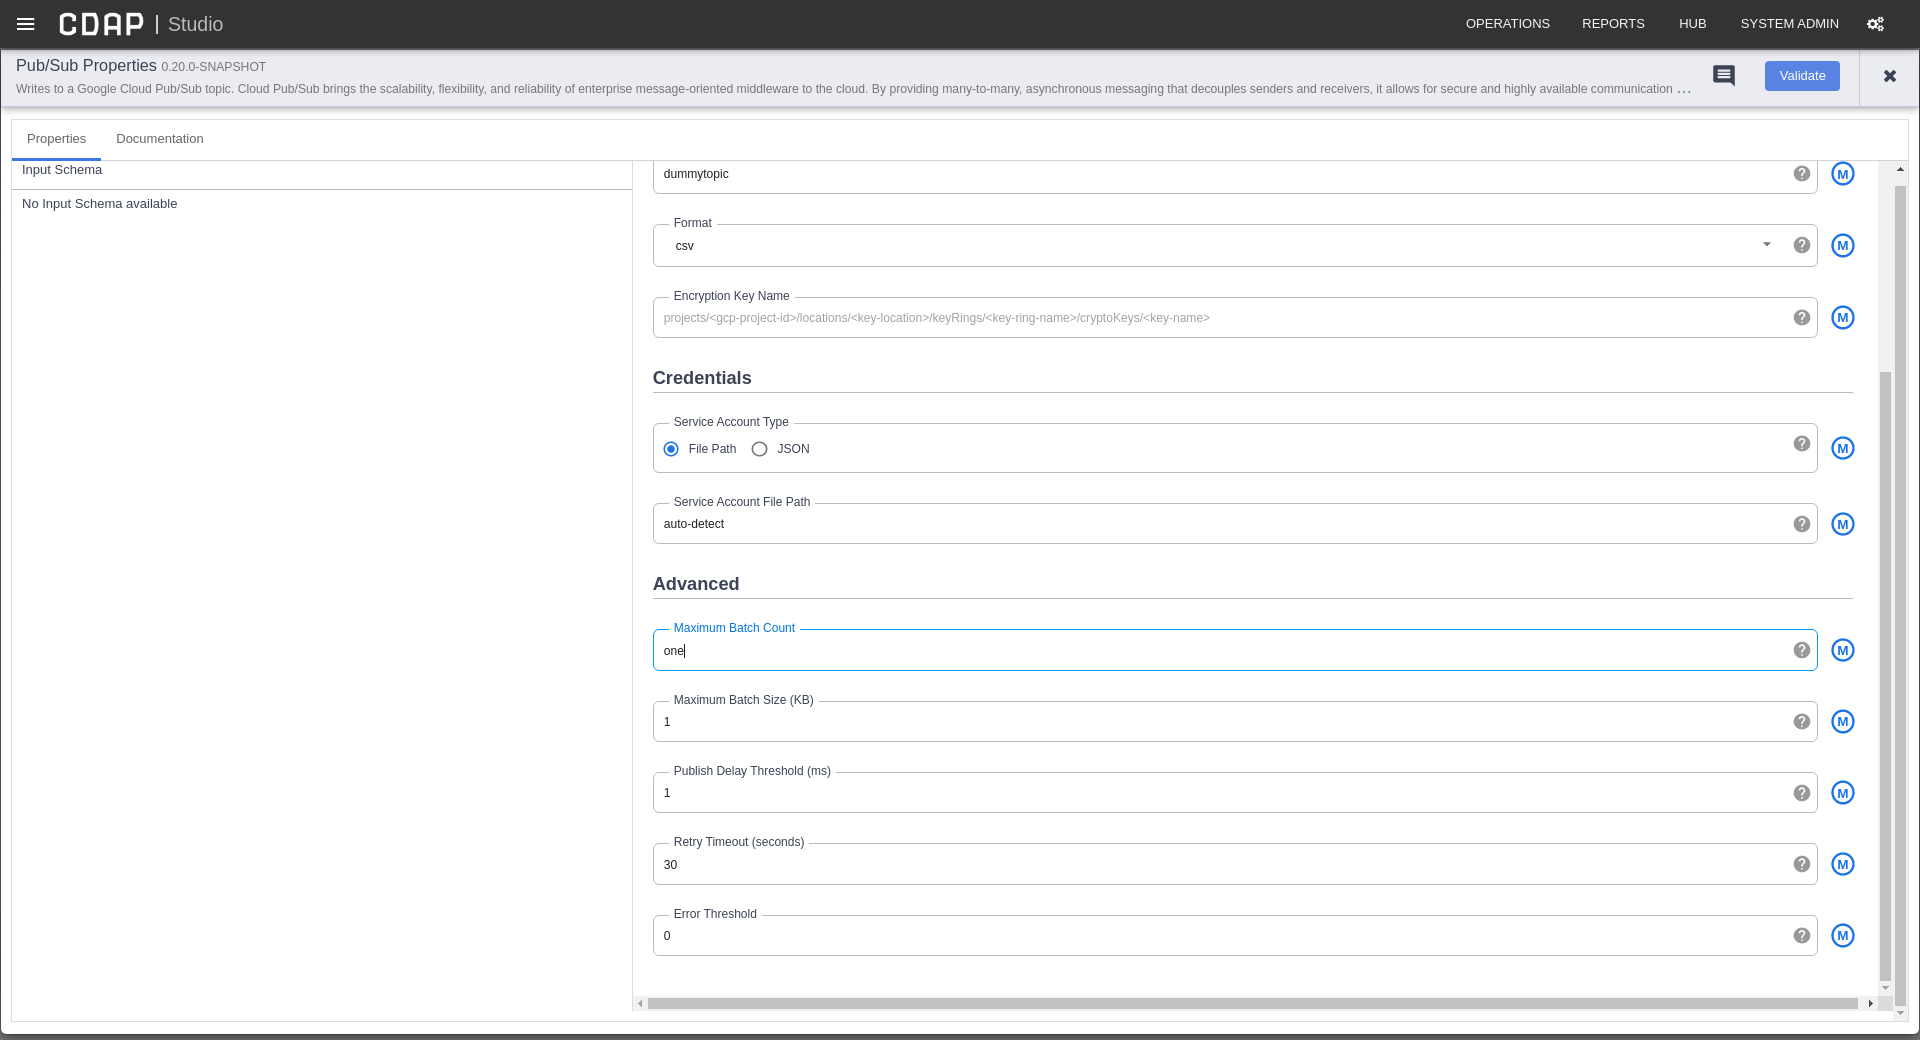 CDAP | Studio OPERATIONS REPORTS HUB SYSTEM ADMIN
Pub/Sub Properties 0.20.0-SNAPSHOT
Writes to a Google Cloud Pub/Sub topic. Cloud Pub/Sub brings the scalability, flexibility, and reliability of enterprise message-oriented middleware to the cloud. By providing many-to-many, asynchronous messaging that decouples senders and receivers, it allows for secure and highly available communication ...
Validate
Properties Documentation
Input Schema
No Input Schema available
dummytopic
M
Format
csv
M
Encryption Key Name
projects/<gcp-project-id>/locations/<key-location>/keyRings/<key-ring-name>/cryptoKeys/<key-name>
M
Credentials
Service Account Type
File Path JSON
M
Service Account File Path
auto-detect
M
Advanced
Maximum Batch Count
one
M
Maximum Batch Size (KB)
1
M
Publish Delay Threshold (ms)
1
M
Retry Timeout (seconds)
30
M
Error Threshold
0
M